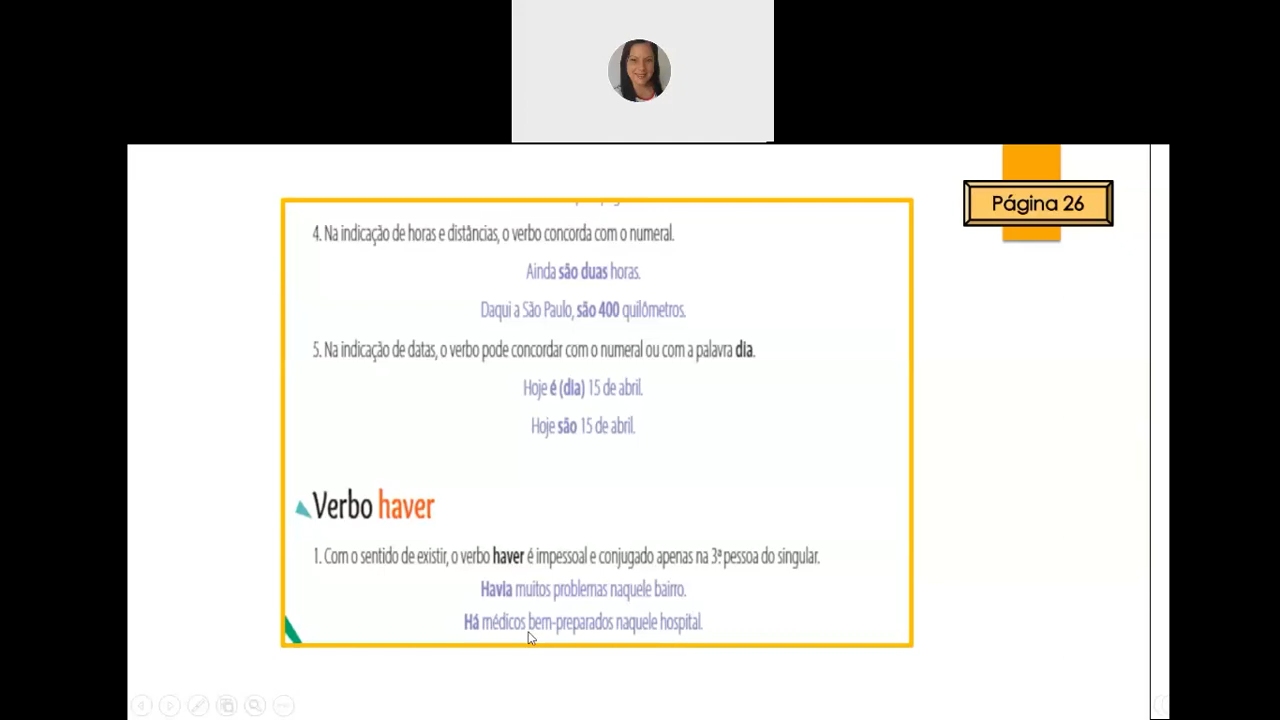 Página 26
4. Na indicação de horas e distâncias, o verbo concorda com o numeral.
Ainda são duas horas.
Daqui a São Paulo, são 400 quilômetros.
5. Na indicação de datas, o verbo pode concordar com o numeral ou com a palavra dia.
Hoje é (dia) 15 de abril.
Hoje são 15 de abril.
Verbo haver
1. Com o sentido de existir, o verbo haver é impessoal e conjugado apenas na 3ª pessoa do singular.
Havia muitos problemas naquele bairro.
Há médicos bem-preparados naquele hospital.